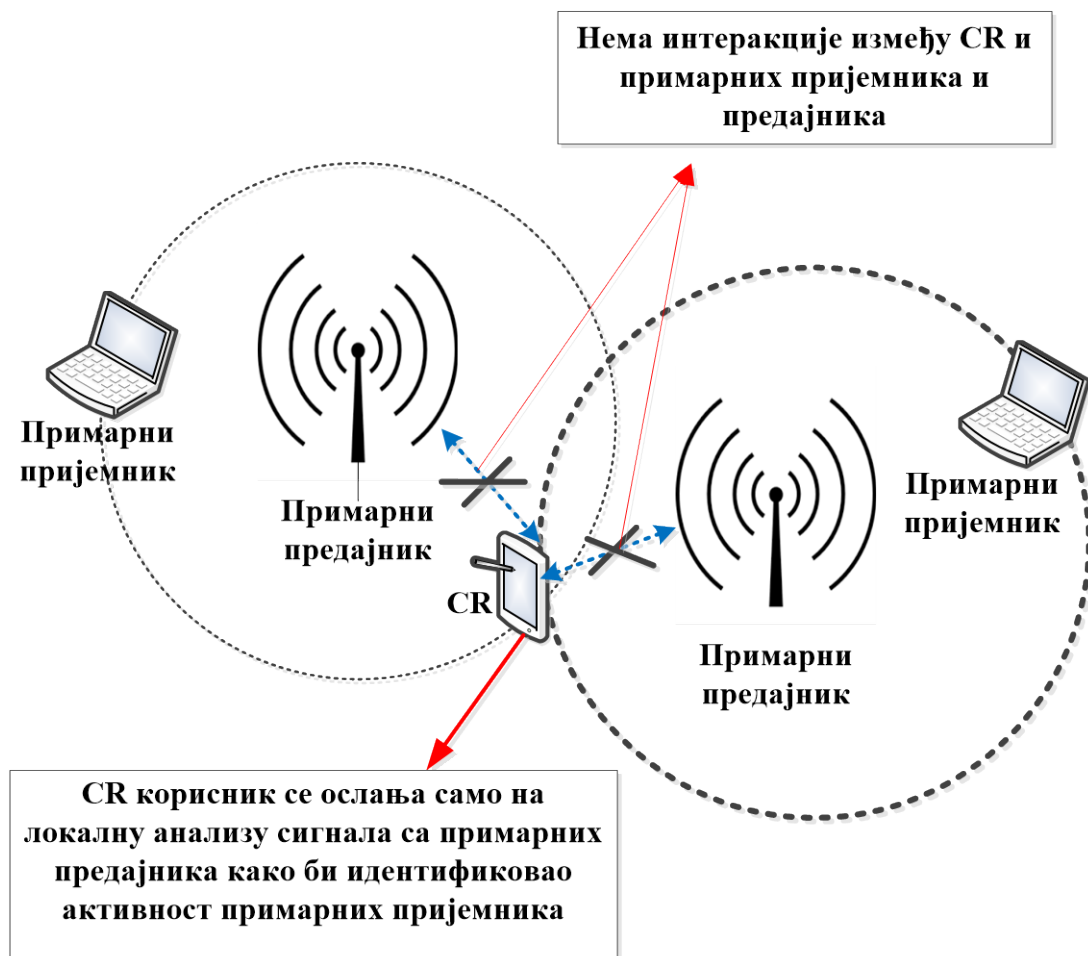 Нема интеракције између CR и
примарних пријемника и
предајника
Примарни
пријемник
Примарни
предајник
CR
Примарни
пријемник
Примарни
предајник
CR корисник се ослања само на
локалну анализу сигнала са примарних
предајника како би идентификовао
активност примарних пријемника